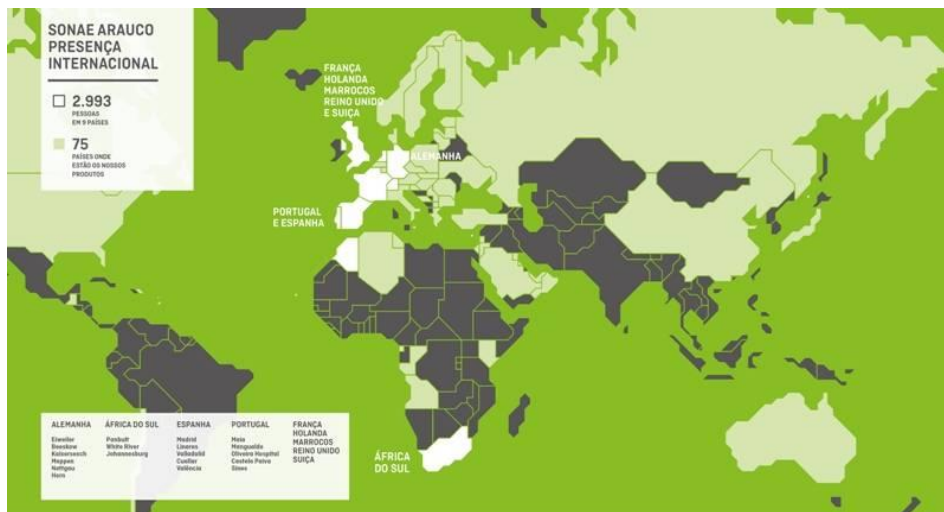 SONAE ARAUCO
PRESENÇA
INTERNACIONAL
2.993
PESSOAS
EM 9 PAÍSES
75
PAÍSES ONDE
ESTÃO OS NOSSOS
PRODUTOS
FRANÇA
HOLANDA
MARROCOS
REINO UNIDO
E SUIÇA
ALEMANHA
PORTUGAL
E ESPANHA
ÁFRICA
DO SUL
ALEMANHA
Eiweiler
Beeskow
Kaisersesch
Meppen
Nettgau
Horn
ÁFRICA DO SUL
Panbult
White River
Johannesburg
ESPANHA
Madrid
Linares
Valladolid
Cuellar
Valência
PORTUGAL
Maia
Mangualde
Oliveira Hospital
Castelo Paiva
Sines
FRANÇA
HOLANDA
MARROCOS
REINO UNIDO
SUIÇA